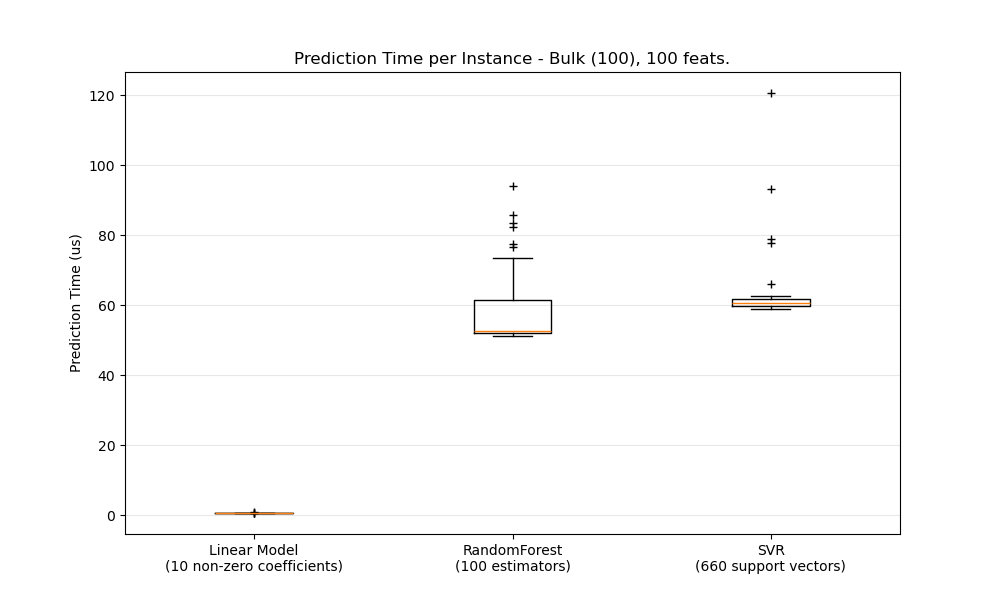 Prediction Time per Instance - Bulk (100), 100 feats.
Prediction Time (us)
120
100
80
60
40
20
0
Linear Model
(10 non-zero coefficients)
RandomForest
(100 estimators)
SVR
(660 support vectors)